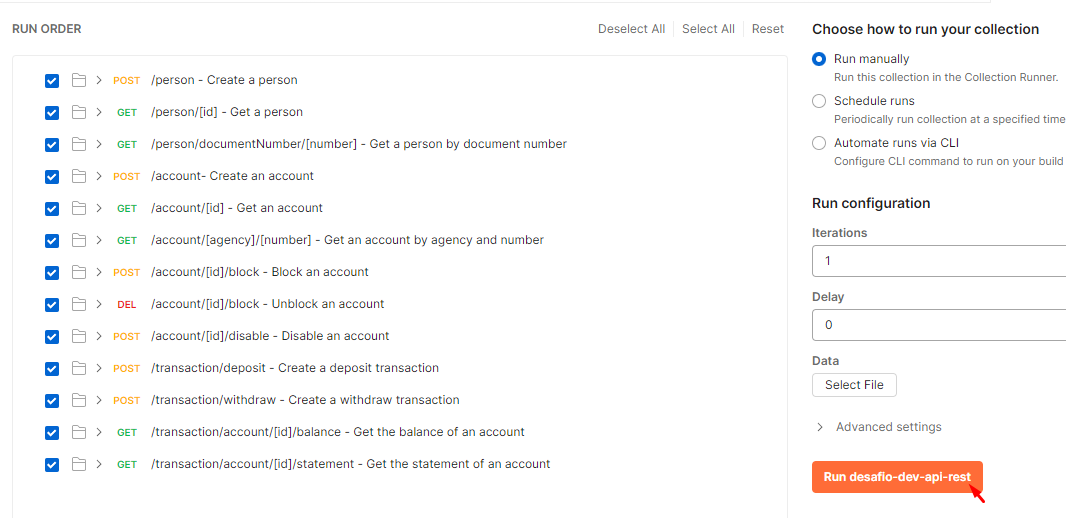 RUN ORDER
Deselect All
Select All
Reset
POST /person - Create a person
GET /person/[id] - Get a person
GET /person/documentNumber/[number] - Get a person by document number
POST /account- Create an account
GET /account/[id] - Get an account
GET /account/[agency]/[number] - Get an account by agency and number
POST /account/[id]/block - Block an account
DEL /account/[id]/block - Unblock an account
POST /account/[id]/disable - Disable an account
POST /transaction/deposit - Create a deposit transaction
POST /transaction/withdraw - Create a withdraw transaction
GET /transaction/account/[id]/balance - Get the balance of an account
GET /transaction/account/[id]/statement - Get the statement of an account
Choose how to run your collection
Run manually
Run this collection in the Collection Runner.
Schedule runs
Periodically run collection at a specified time
Automate runs via CLI
Configure CLI command to run on your build
Run configuration
Iterations
1
Delay
0
Data
Select File
Advanced settings
Run desafio-dev-api-rest